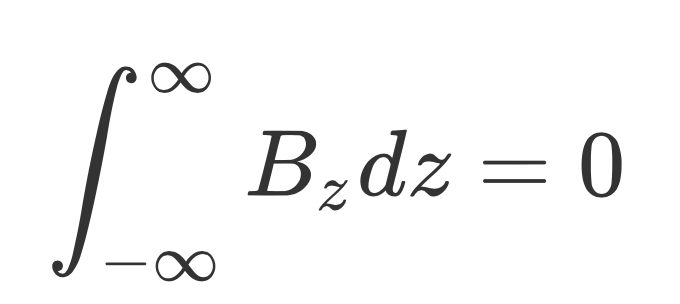 ∫_{-∞}^{∞} B_z dz = 0